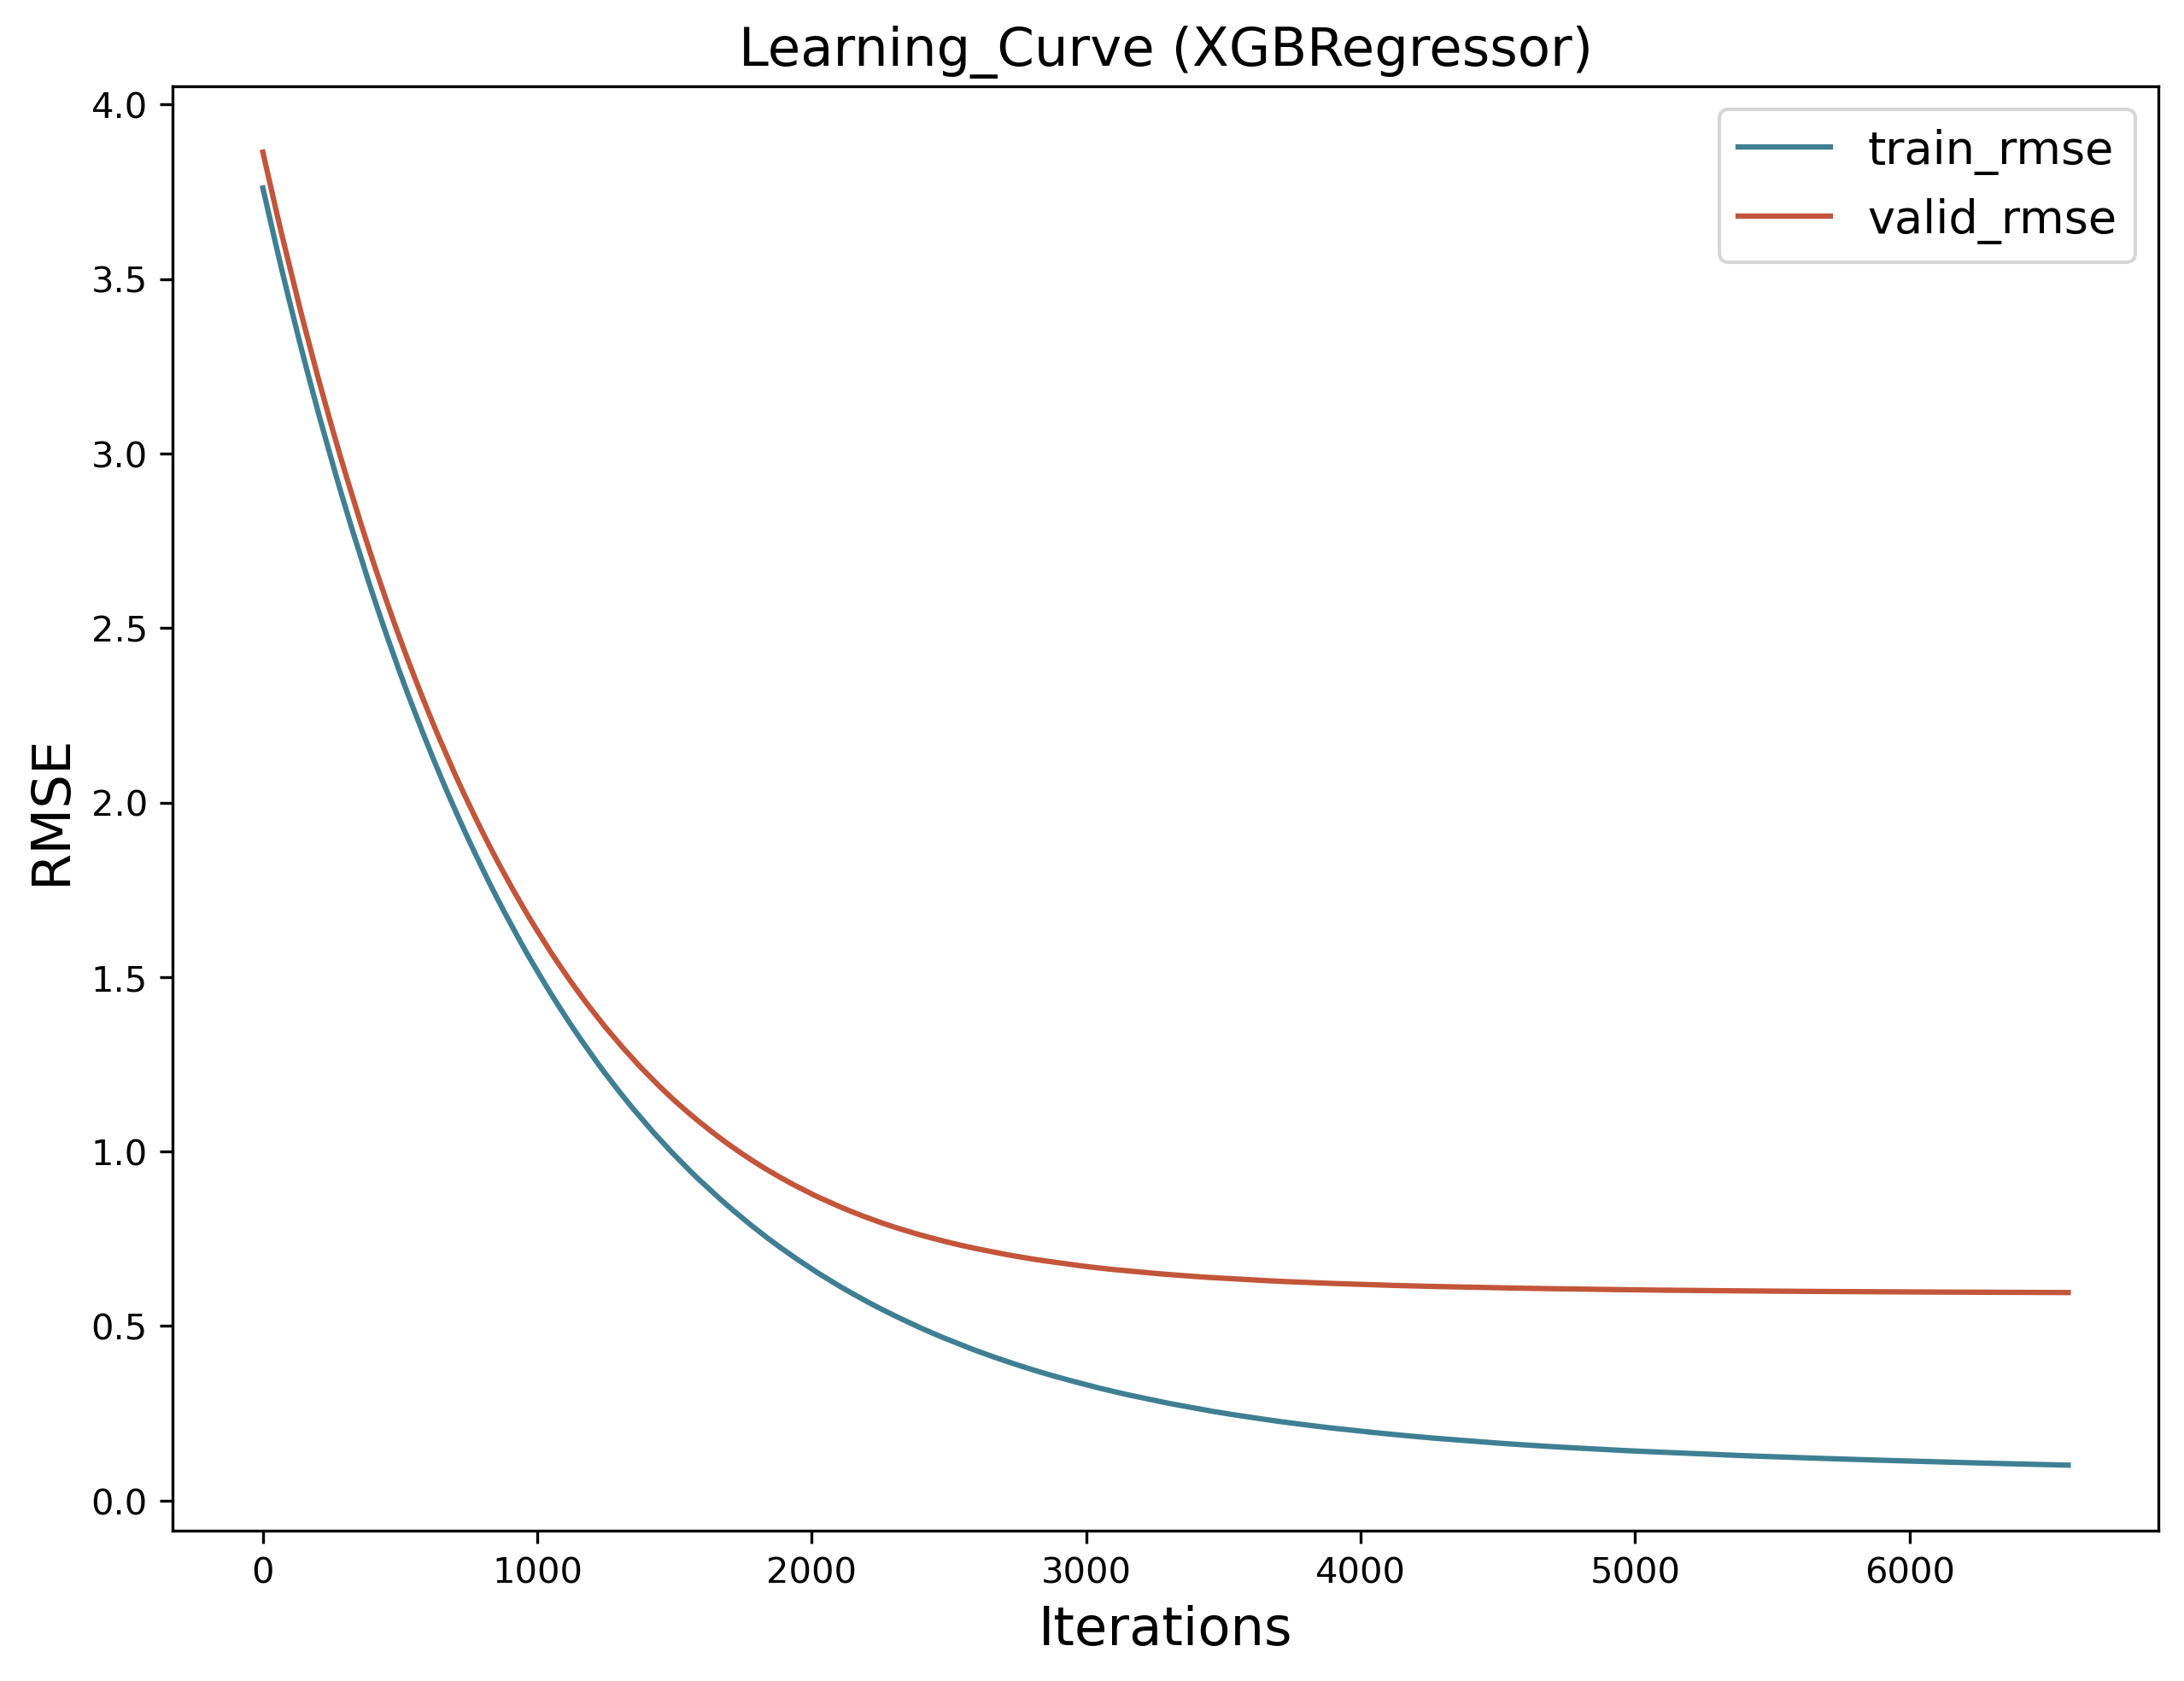 Learning_Curve (XGBRegressor)
4.0
3.5
3.0
2.5
2.0
1.5
1.0
0.5
0.0
RMSE
train_rmse
valid_rmse
0 1000 2000 3000 4000 5000 6000
Iterations